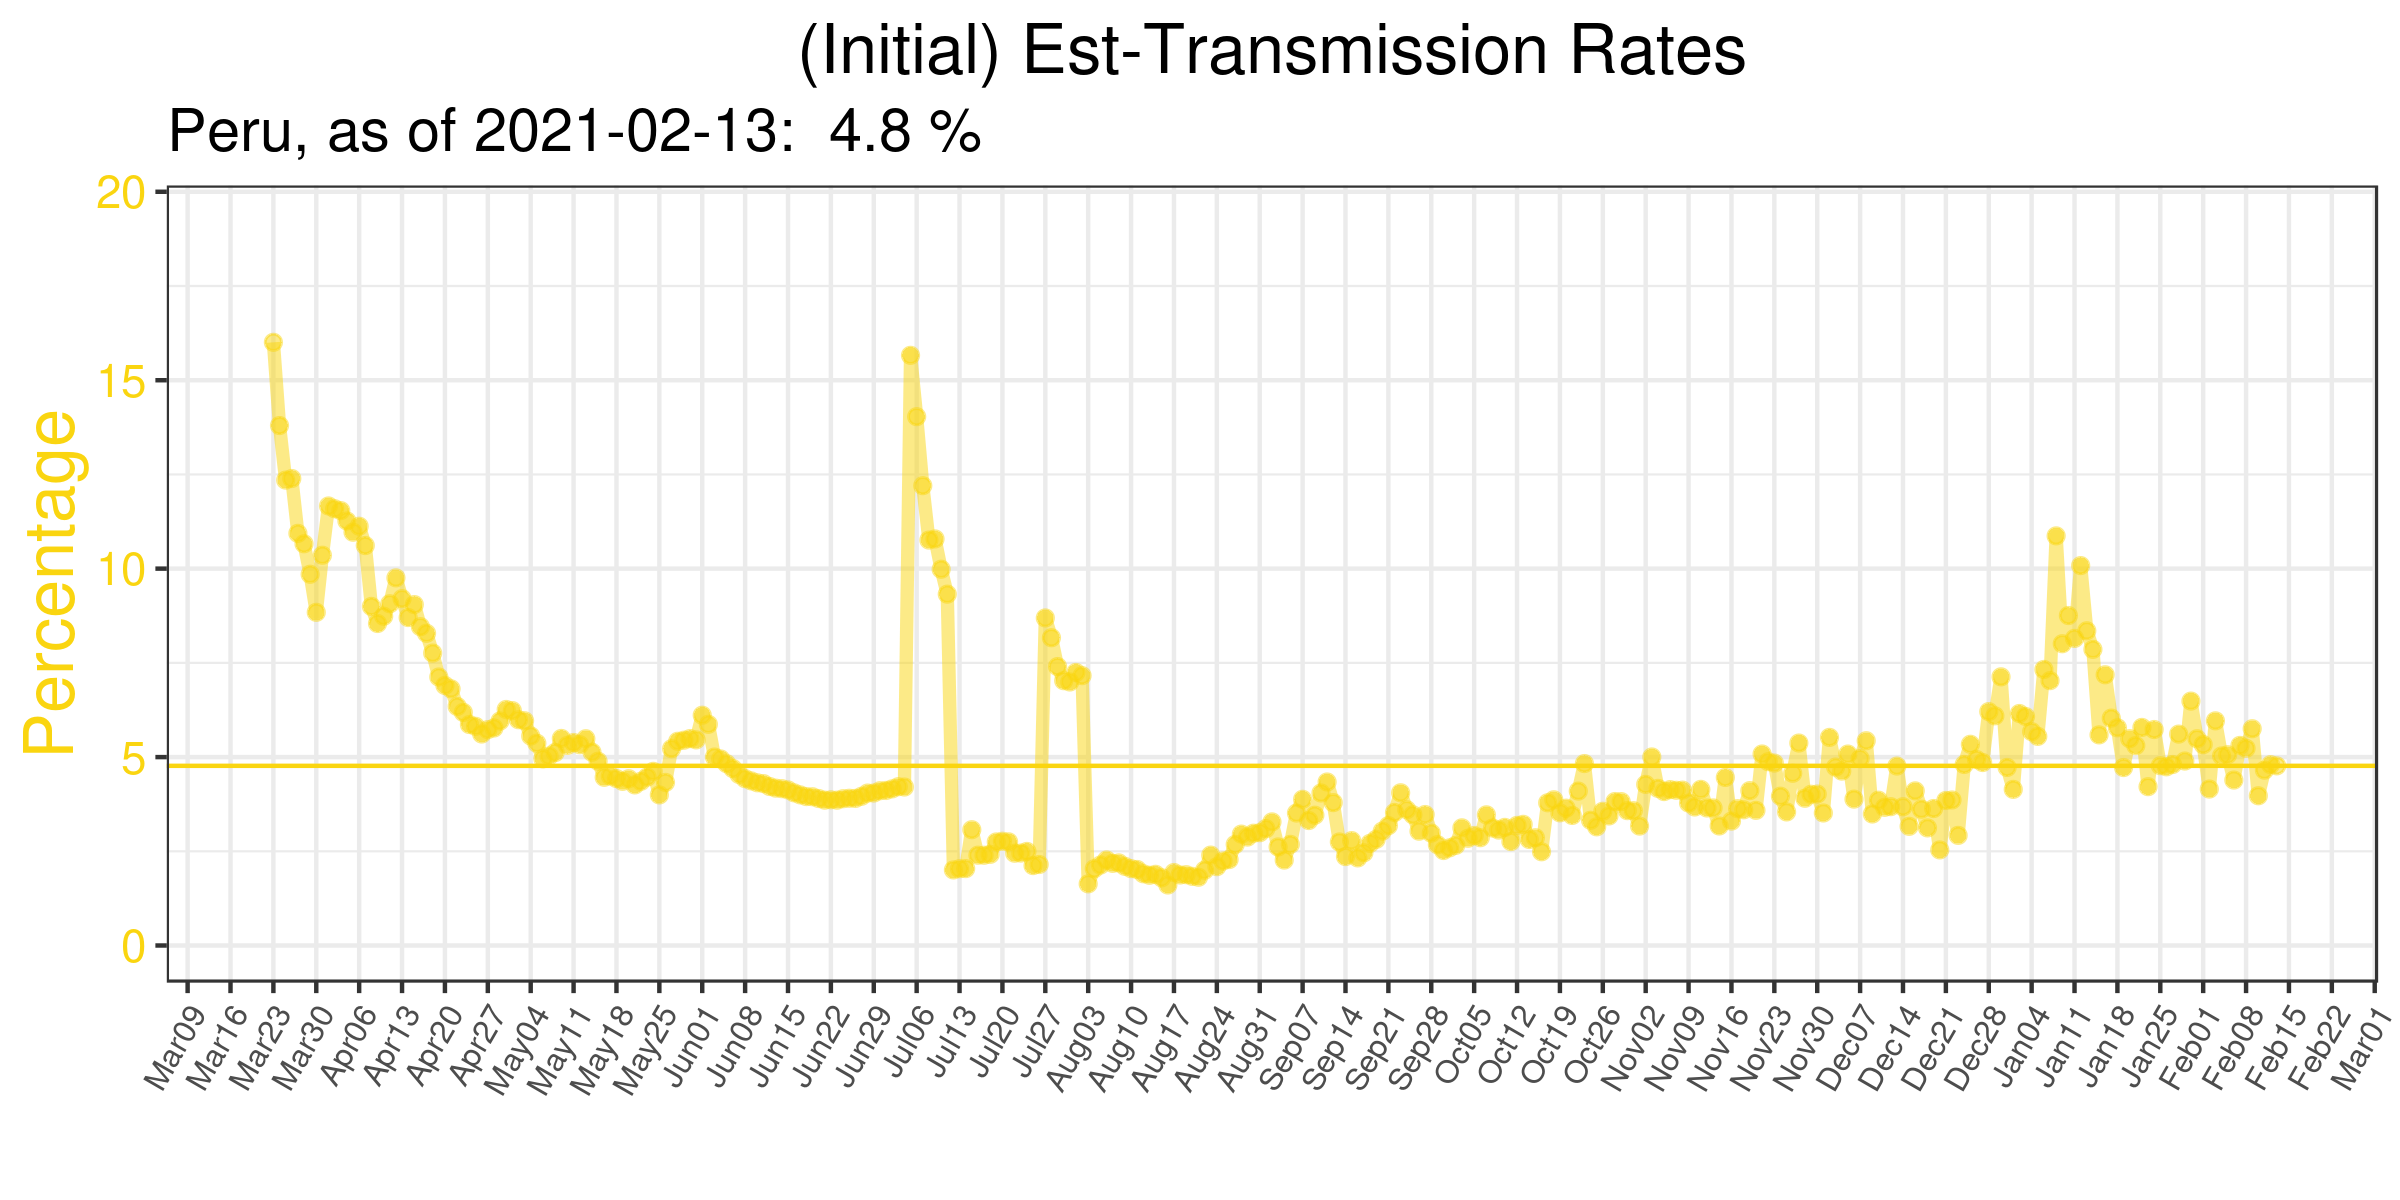 (Initial) Est-Transmission Rates
Peru, as of 2021-02-13:  4.8 %
Percentage
20
15
10
5
0
Mar09 Mar16 Mar23 Mar30 Apr06 Apr13 Apr20 Apr27 May04 May11 May18 May25 Jun01 Jun08 Jun15 Jun22 Jun29 Jul06 Jul13 Jul20 Jul27 Aug03 Aug10 Aug17 Aug24 Aug31 Sep07 Sep14 Sep21 Sep28 Oct05 Oct12 Oct19 Oct26 Nov02 Nov09 Nov16 Nov23 Nov30 Dec07 Dec14 Dec21 Dec28 Jan04 Jan11 Jan18 Jan25 Feb01 Feb08 Feb15 Feb22 Mar01